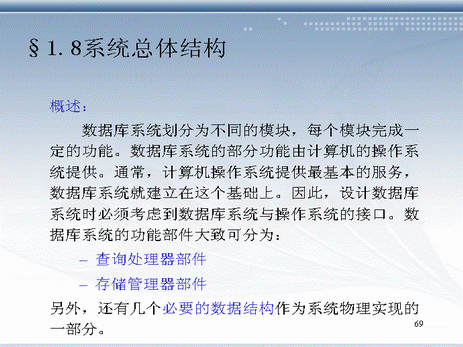 §1.8系统总体结构
概述：
数据库系统划分为不同的模块，每个模块完成一
定的功能。数据库系统的部分功能由计算机的操作系
统提供。通常，计算机操作系统提供最基本的服务，
数据库系统就建立在这个基础上。因此，设计数据库
系统时必须考虑到数据库系统与操作系统的接口。数
据库系统的功能部件大致可分为：
– 查询处理器部件
– 存储管理器部件
另外，还有几个必要的数据结构作为系统物理实现的
一部分。
69